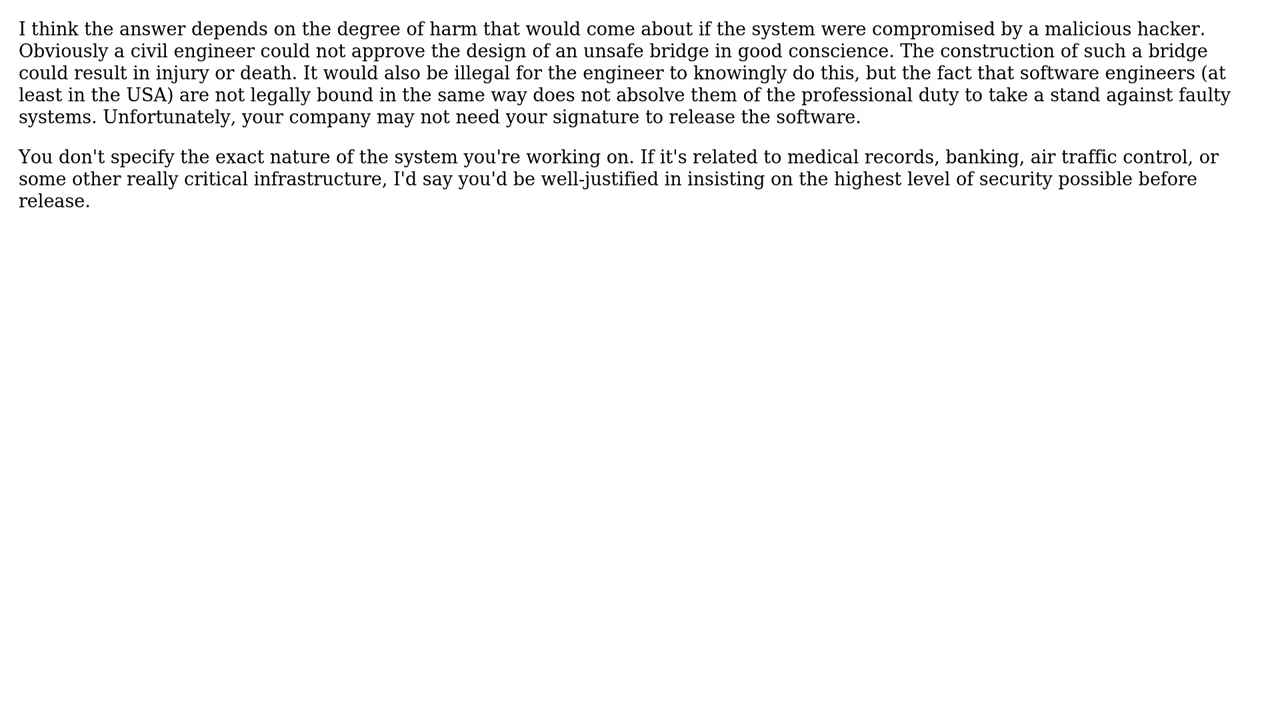 I think the answer depends on the degree of harm that would come about if the system were compromised by a malicious hacker.
Obviously a civil engineer could not approve the design of an unsafe bridge in good conscience. The construction of such a bridge
could result in injury or death. It would also be illegal for the engineer to knowingly do this, but the fact that software engineers (at
least in the USA) are not legally bound in the same way does not absolve them of the professional duty to take a stand against faulty
systems. Unfortunately, your company may not need your signature to release the software.
You don't specify the exact nature of the system you're working on. If it's related to medical records, banking, air traffic control, or
some other really critical infrastructure, I'd say you'd be well-justified in insisting on the highest level of security possible before
release.